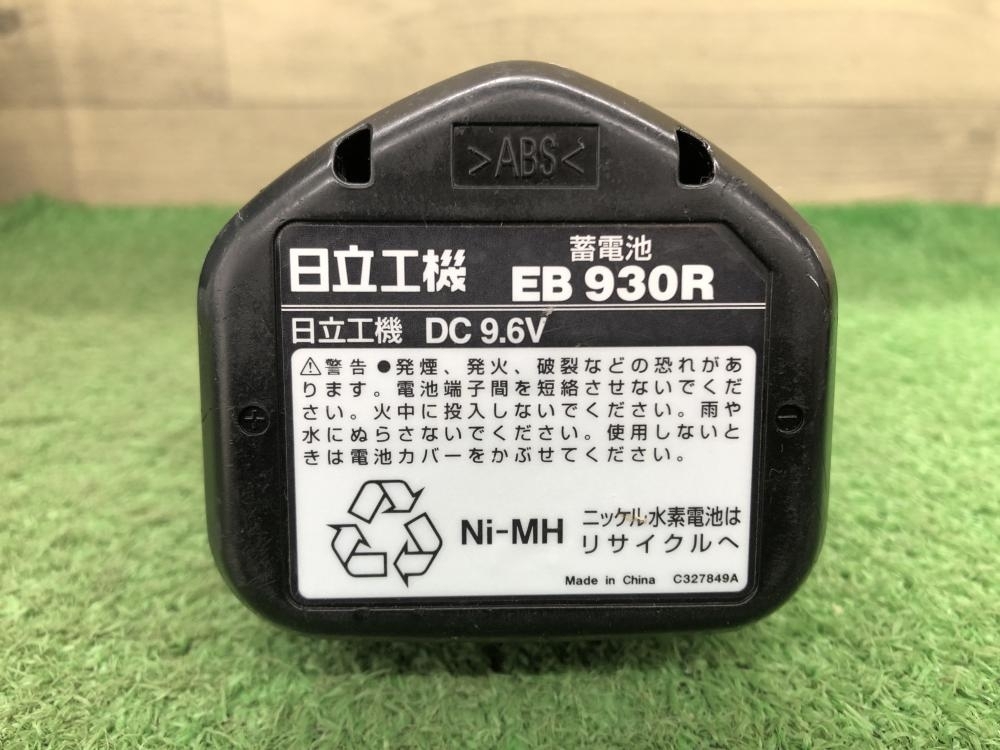 >ABS<
日立工機
蓄電池
EB 930R
日立工機 DC 9.6V
⚠警告 ●発煙、発火、破裂などの恐れがあ
ります。電池端子間を短絡させないでくだ
さい。火中に投入しないでください。雨や
水にぬらさないでください。使用しないと
きは電池カバーをかぶせてください。
+
-
Ni-MH
ニッケル水素電池は
リサイクルへ
Made in China C327849A